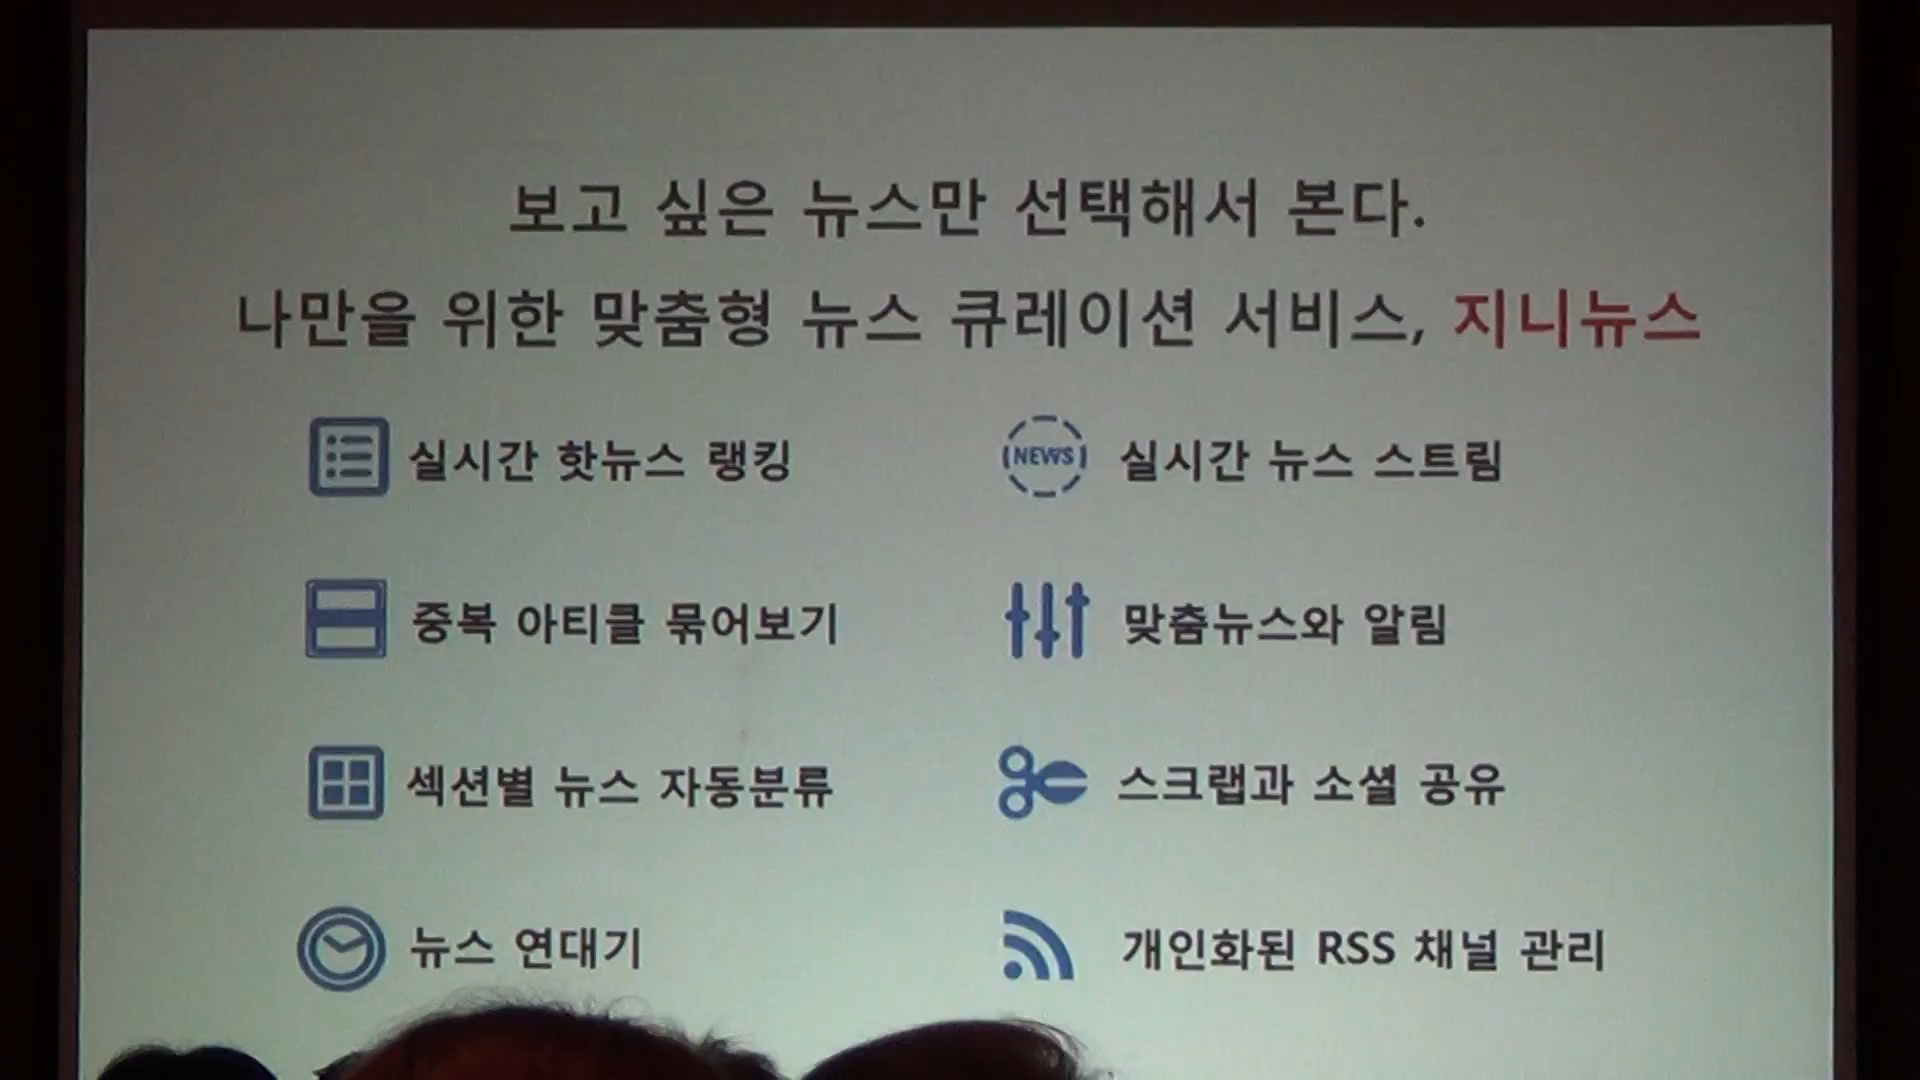 보고 싶은 뉴스만 선택해서 본다.
나만을 위한 맞춤형 뉴스 큐레이션 서비스, 지니뉴스
실시간 핫뉴스 랭킹
NEWS 실시간 뉴스 스트림
중복 아티클 묶어보기
맞춤뉴스와 알림
섹션별 뉴스 자동분류
스크랩과 소셜 공유
뉴스 연대기
개인화된 RSS 채널 관리